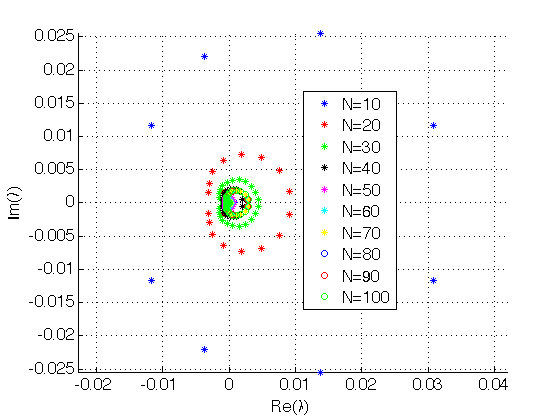 0.025
0.02
0.015
0.01
0.005
0
-0.005
-0.01
-0.015
-0.02
-0.025
Im(λ)
N=10
N=20
N=30
N=40
N=50
N=60
N=70
N=80
N=90
N=100
-0.02 -0.01 0 0.01 0.02 0.03 0.04
Re(λ)